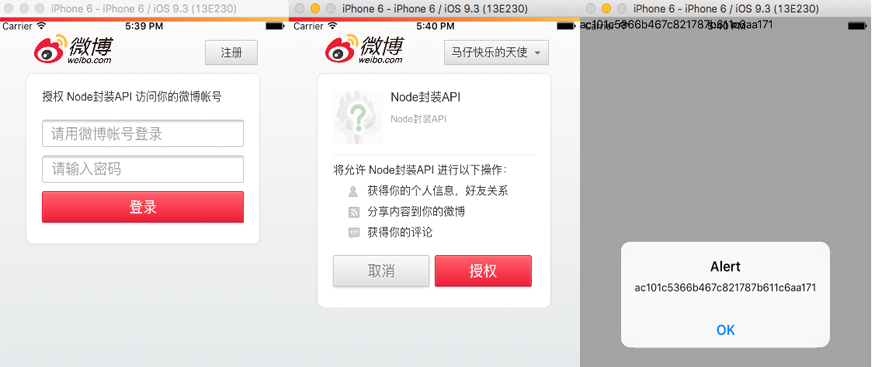 iPhone 6 - iPhone 6 / iOS 9.3 (13E230)
Carrier 5:39 PM
微博
weibo.com
注册
授权 Node封装API 访问你的微博帐号
请用微博帐号登录
请输入密码
登录
iPhone 6 - iPhone 6 / iOS 9.3 (13E230)
Carrier 5:40 PM
微博
weibo.com
马仔快乐的天使
Node封装API
Node封装API
将允许 Node封装API 进行以下操作：
获得你的个人信息，好友关系
分享内容到你的微博
获得你的评论
取消
授权
iPhone 6 - iPhone 6 / iOS 9.3 (13E230)
Carrier 5:40 PM
ac101c5366b467c821787b611c6aa171
Alert
ac101c5366b467c821787b611c6aa171
OK